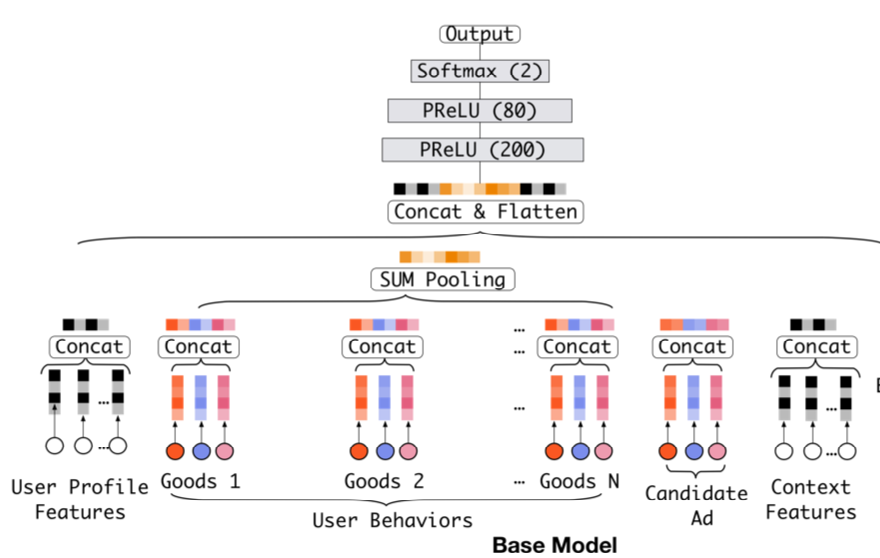 Output
Softmax (2)
PReLU (80)
PReLU (200)
Concat & Flatten
SUM Pooling
...
Concat Concat Concat ... Concat Concat Concat
E
... ... ... ...
... ...
User Profile Features
Goods 1 Goods 2 ... Goods N
Candidate Ad
Context Features
User Behaviors
Base Model